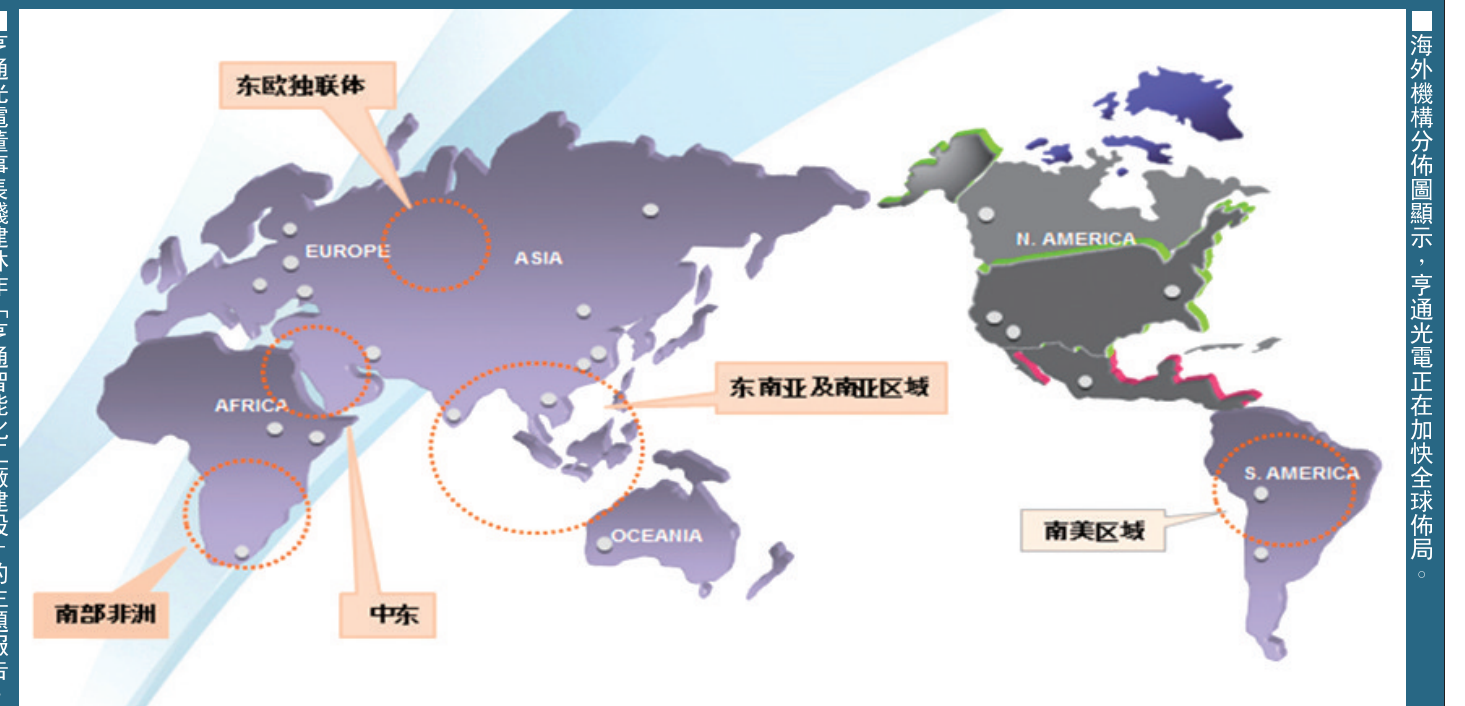 海外機構分佈圖顯示，亨通光電正在加快全球佈局。
东欧独联体
EUROPE
ASIA
N. AMERICA
东南亚及南亚区域
AFRICA
S. AMERICA
OCEANIA
南美区域
南部非洲
中东